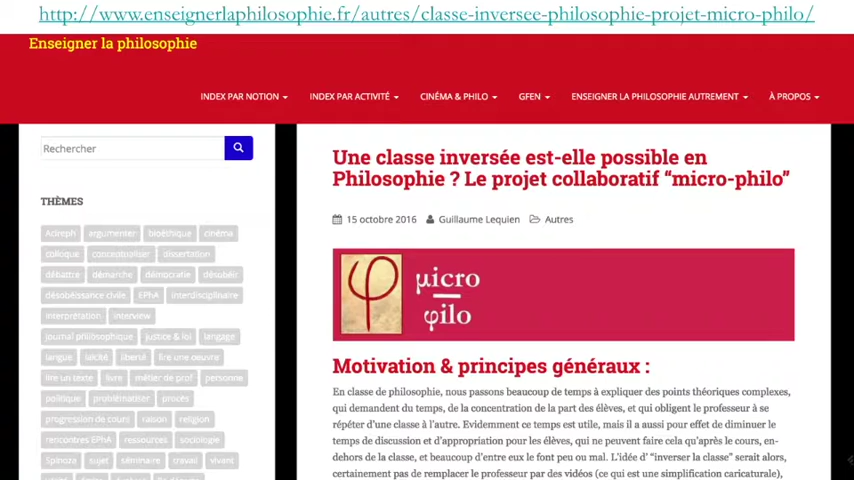 http://www.enseignerlaphilosophie.fr/autres/classe-inversee-philosophie-projet-micro-philo/
Enseigner la philosophie
INDEX PAR NOTION
INDEX PAR ACTIVITÉ
CINÉMA & PHILO
GFEN
ENSEIGNER LA PHILOSOPHIE AUTREMENT
À PROPOS
Rechercher
THÈMES
Acireph argumenter bioéthique cinéma
colloque conceptualiser dissertation
débattre démarche démocratie désobéir
désobéissance civile EPhA interdisciplinaire
interprétation interview
journal philosophique justice & loi langage
langue laïcité liberté lire une oeuvre
lire un texte livre métier de prof personne
politique problématiser procès
progression de cours raison religion
rencontres EPhA ressources sociologie
Spinoza sujet séminaire travail vivant
Une classe inversée est-elle possible en
Philosophie ? Le projet collaboratif “micro-philo”
15 octobre 2016 Guillaume Lequien Autres
φ
μicro
φilo
Motivation & principes généraux :
En classe de philosophie, nous passons beaucoup de temps à expliquer des points théoriques complexes,
qui demandent du temps, de la concentration de la part des élèves, et qui obligent le professeur à se
répéter d’une classe à l’autre. Evidemment ce temps est utile, mais il a aussi pour effet de diminuer le
temps de discussion et d’appropriation pour les élèves, qui ne peuvent faire cela qu’après le cours, en-
dehors de la classe, et beaucoup d’entre eux le font peu ou mal. L’idée d’ “inverser la classe” serait alors,
certainement pas de remplacer le professeur par des vidéos (ce qui est une simplification caricaturale),